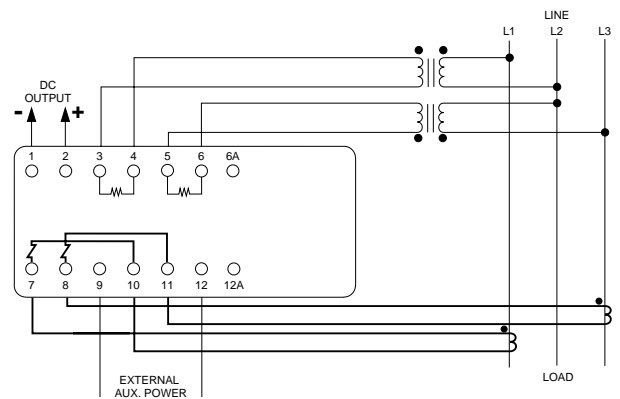 LINE
L1 L2 L3
DC
OUTPUT
- +
1 2 3 4 5 6 6A
7 8 9 10 11 12 12A
LOAD
EXTERNAL
AUX. POWER